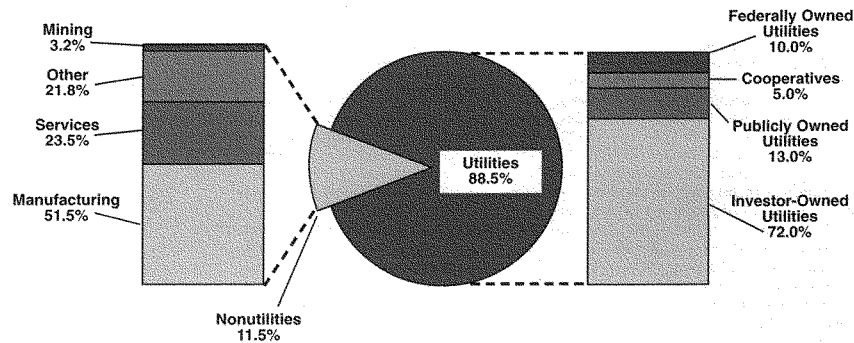 Mining
3.2%
Other
21.8%
Services
23.5%
Manufacturing
51.5%
Nonutilities
11.5%
Utilities
88.5%
Federally Owned
Utilities
10.0%
Cooperatives
5.0%
Publicly Owned
Utilities
13.0%
Investor-Owned
Utilities
72.0%